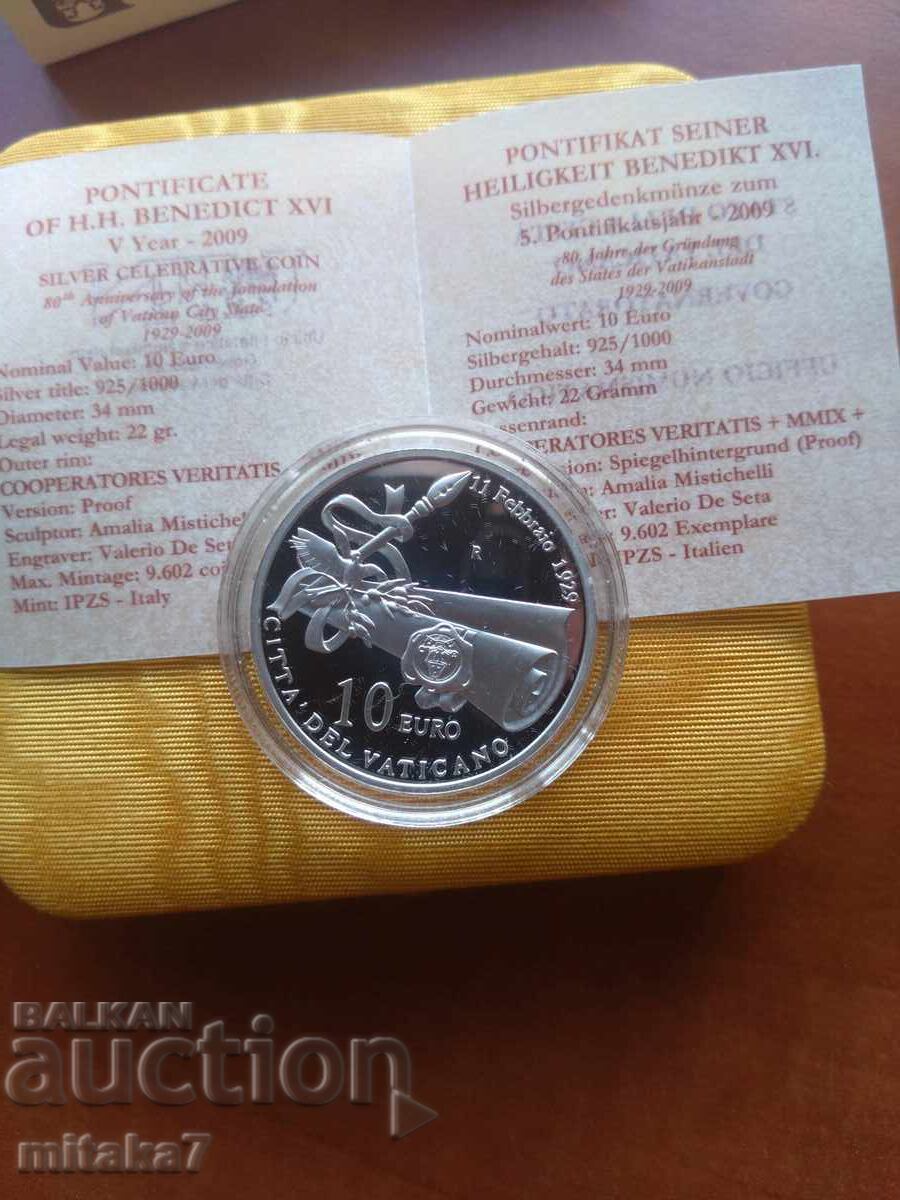 PONTIFICATE
OF H.H. BENEDICT XVI
V Year - 2009
SILVER CELEBRATIVE COIN
80th Anniversary of the foundation
of Vatican City State
1929-2009
Nominal Value: 10 Euro
Silver title: 925/1000
Diameter: 34 mm
Legal weight: 22 gr.
Outer rim:
COOPERATORES VERITATIS
Version: Proof
Sculptor: Amalia Mistichel
Engraver: Valerio De Seta
Max. Mintage: 9.602 co
Mint: IPZS - Italy
PONTIFIKAT SEINER
HEILIGKEIT BENEDIKT XVI.
Silbergedenkmünze zum
5. Pontifikatsjahr - 2009
80. Jahre der Gründung
des States der Vatikanstadt
1929-2009
Nominalwert: 10 Euro
Silbergehalt: 925/1000
Durchmesser: 34 mm
Gewicht: 22 Gramm
ssenrand:
OPERATORES VERITATIS + MMIX +
sion: Spiegelhintergrund (Proof)
Amalia Mistichelli
r: Valerio De Seta
9.602 Exemplare
IPZS - Italien
11 Febbraio 1929
R
10 EURO
CITTA' DEL VATICANO
BALKAN
auction
mitaka7